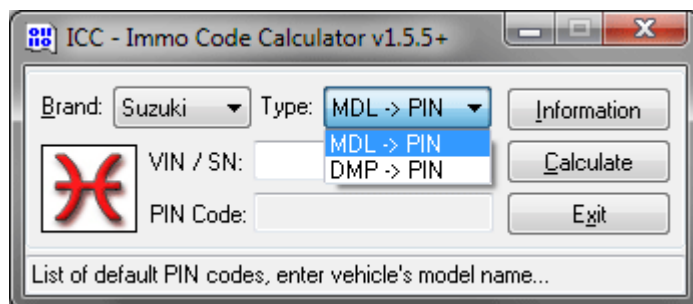 ICC - Immo Code Calculator v1.5.5+
Brand: Suzuki Type: MDL -> PIN Information
MDL -> PIN
DMP -> PIN
VIN / SN: Calculate
PIN Code: Exit
List of default PIN codes, enter vehicle's model name...